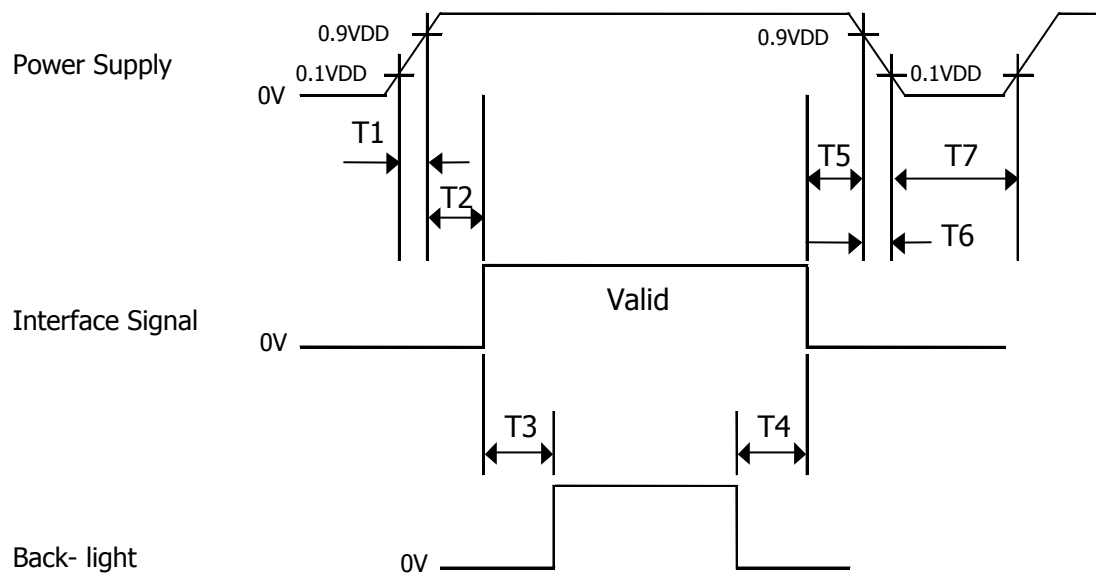 0.9VDD
0.9VDD
Power Supply
0.1VDD
0.1VDD
0V
T1
T5
T7
T2
T6
Valid
Interface Signal
0V
T3
T4
Back- light
0V